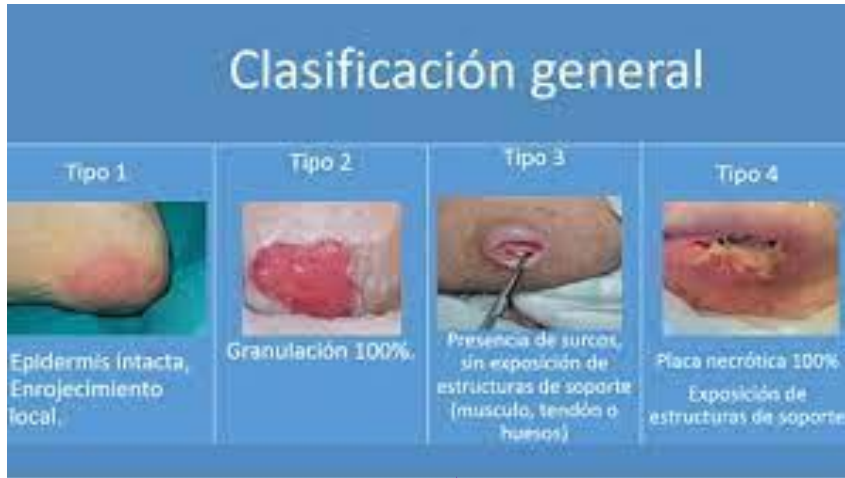 Clasificación general
Tipo 1
Epidermis intacta,
Enrojecimiento
local.
Tipo 2
Granulación 100%.
Tipo 3
Presencia de surcos,
sin exposición de
estructuras de soporte
(musculo, tendón o
huesos)
Tipo 4
Placa necrótica 100%
Exposición de
estructuras de soporte